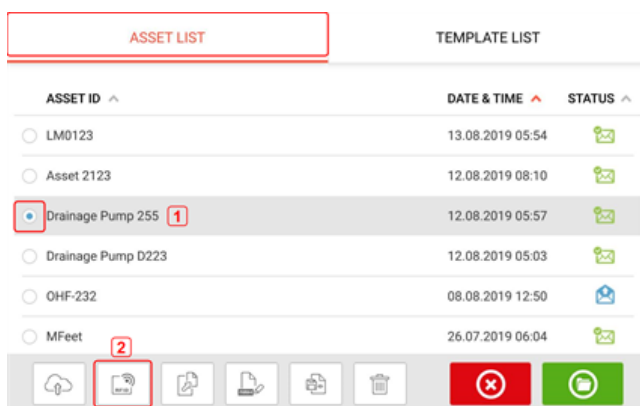 ASSET LIST TEMPLATE LIST
ASSET ID DATE & TIME STATUS
LM0123 13.08.2019 05:54
Asset 2123 12.08.2019 08:10
Drainage Pump 255 1 12.08.2019 05:57
Drainage Pump D223 12.08.2019 05:03
OHF-232 08.08.2019 12:50
MFeet 26.07.2019 06:04
2
RFID